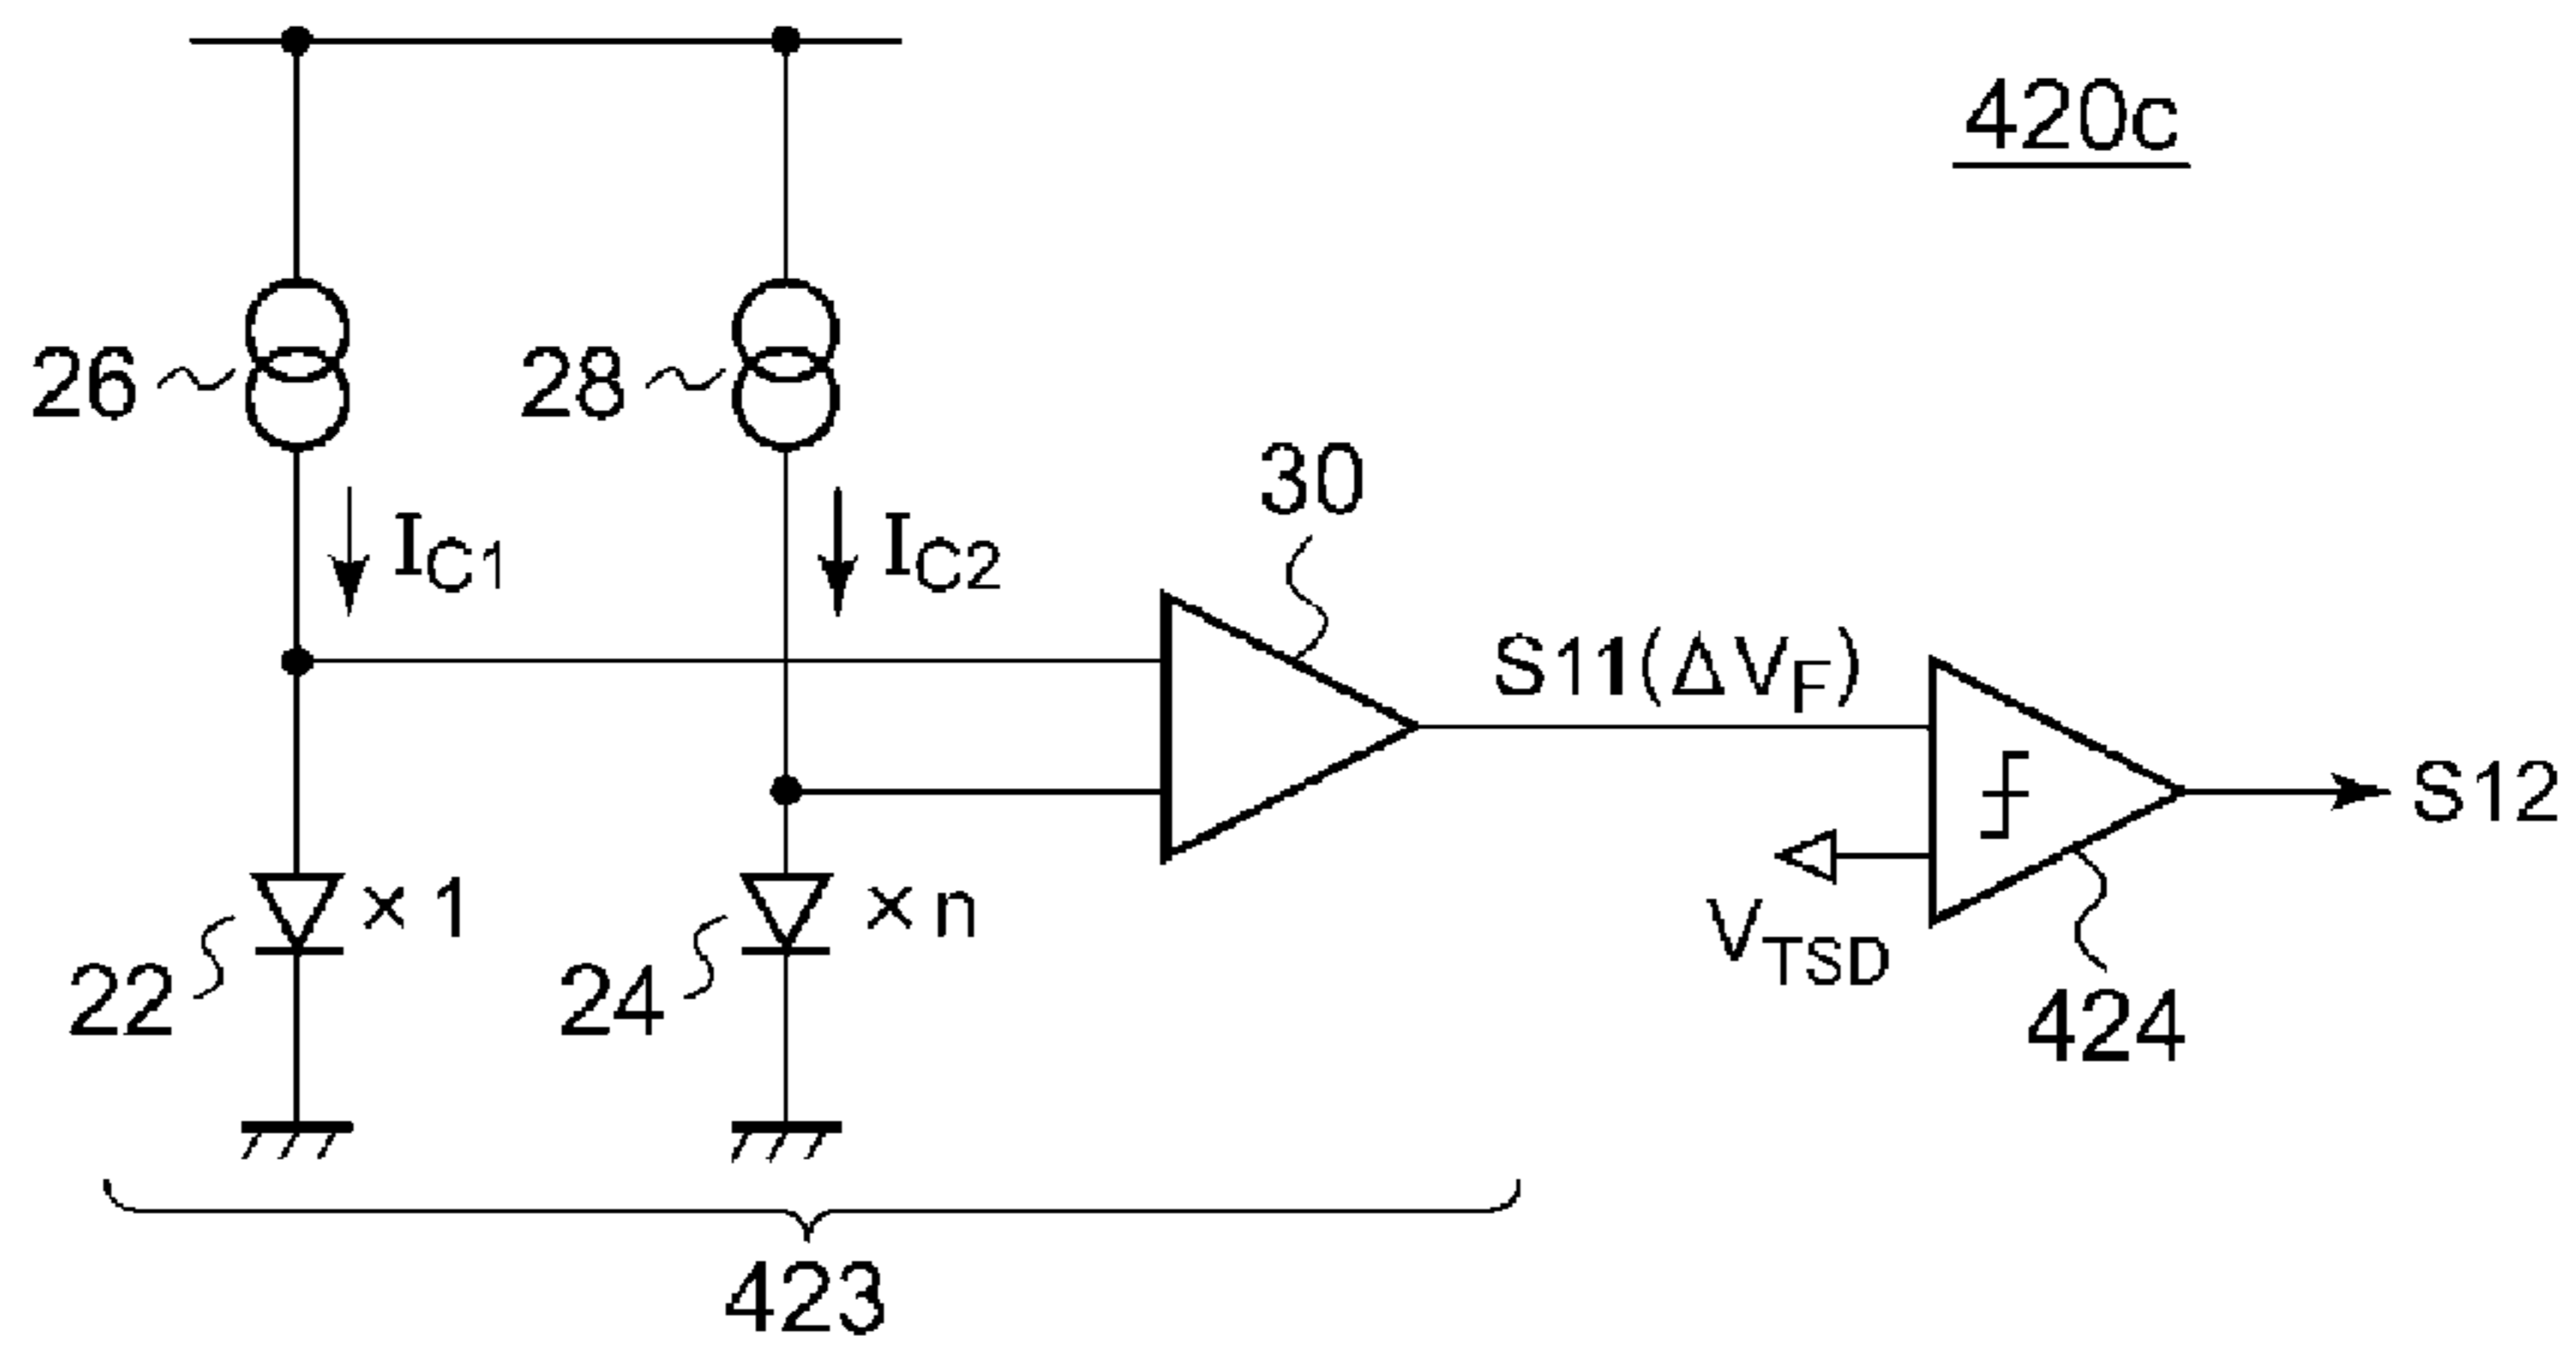 420c
26
28
30
IC1
IC2
S11(ΔVF)
S12
×1
×n
VTSD
22
24
424
423